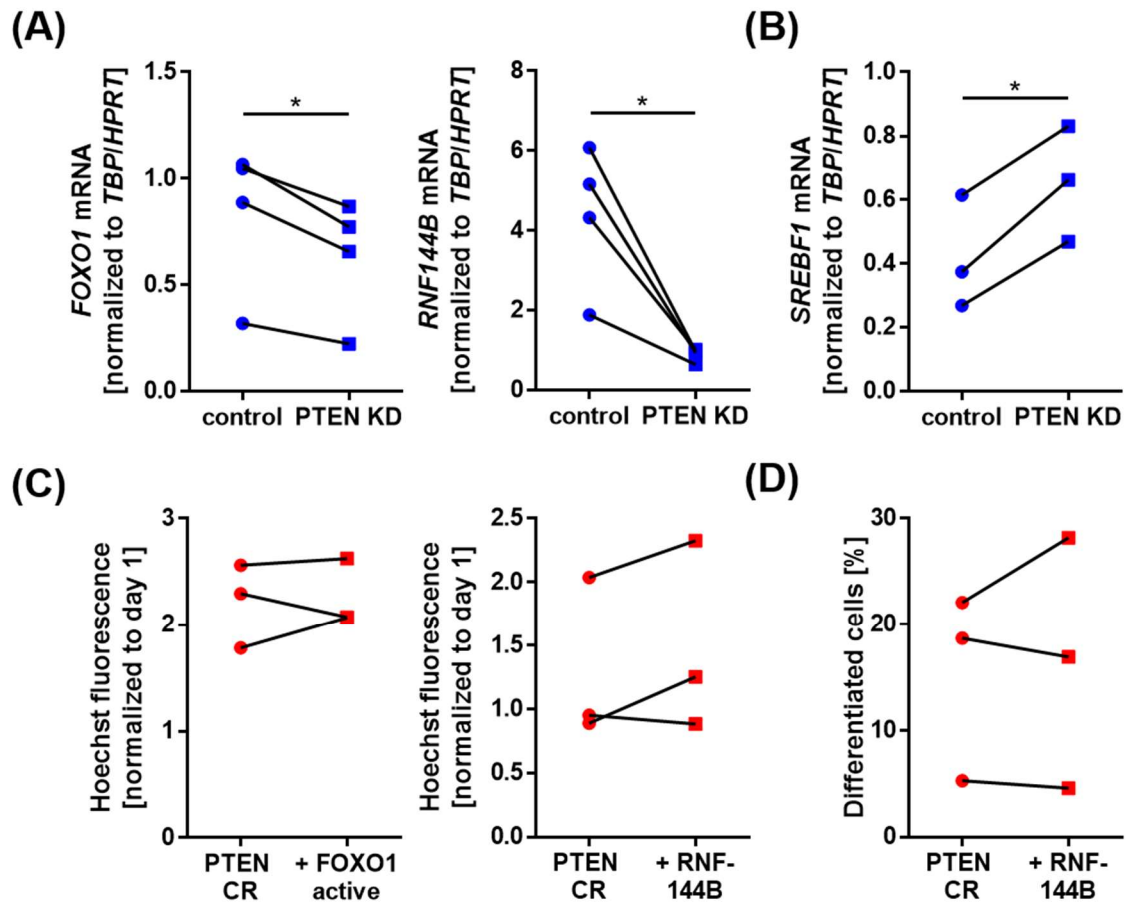 (A)
FOXO1 mRNA
[normalized to TBP/HPRT]
1.5
1.0
0.5
0.0
*
control PTEN KD
RNF144B mRNA
[normalized to TBP/HPRT]
8
6
4
2
0
*
control PTEN KD
(B)
SREBF1 mRNA
[normalized to TBP/HPRT]
1.0
0.8
0.6
0.4
0.2
0.0
*
control PTEN KD
(C)
Hoechst fluorescence
[normalized to day 1]
3
2
1
0
PTEN + FOXO1
CR active
Hoechst fluorescence
[normalized to day 1]
2.5
2.0
1.5
1.0
0.5
0.0
PTEN + RNF-
CR 144B
(D)
Differentiated cells [%]
30
20
10
0
PTEN + RNF-
CR 144B